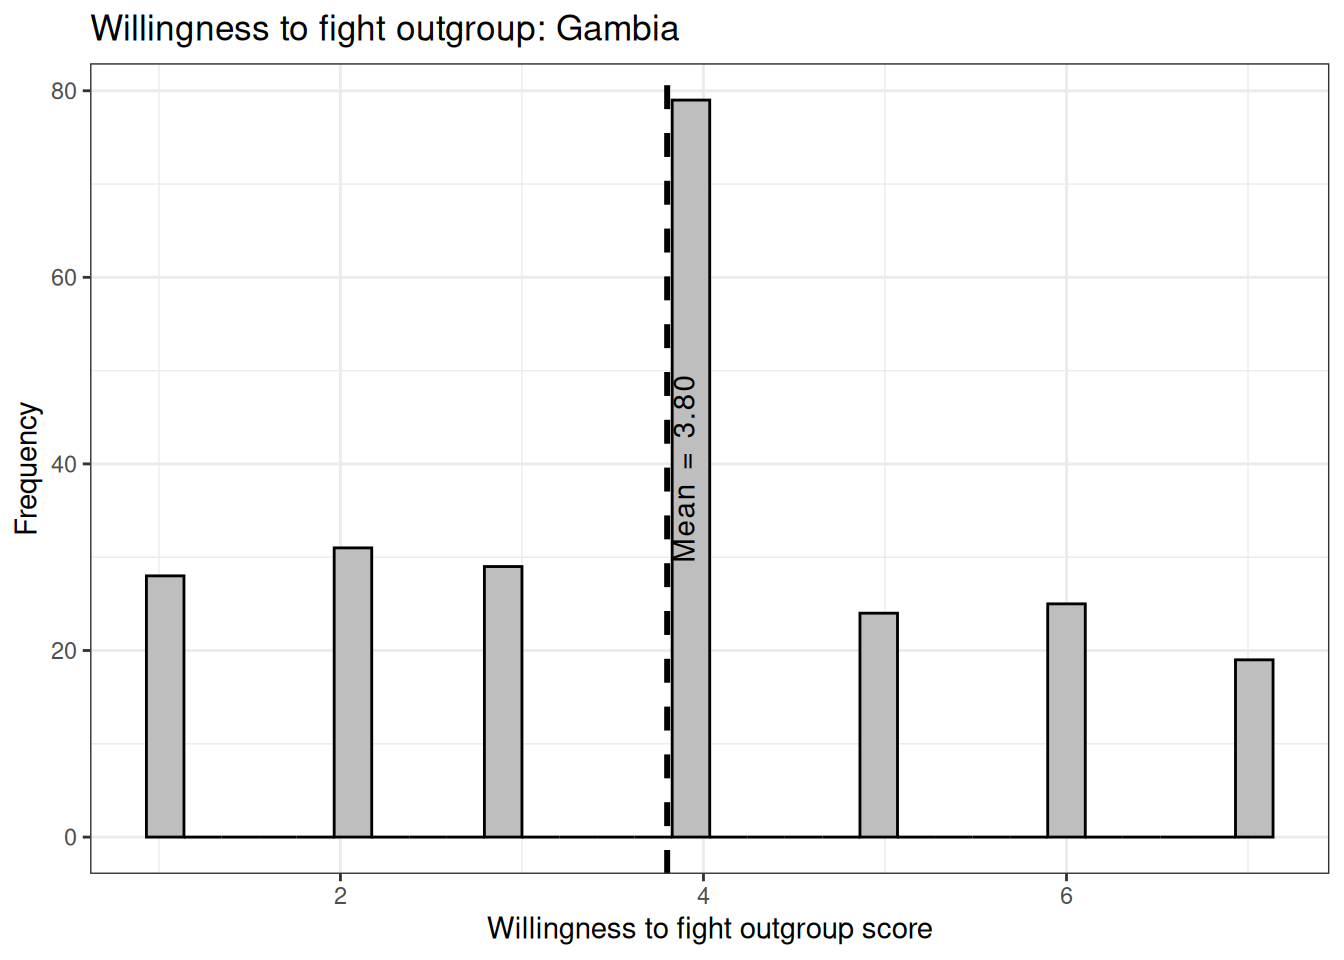 Willingness to fight outgroup: Gambia
80
60
40
20
0
Frequency
Mean = 3.80
2
4
6
Willingness to fight outgroup score